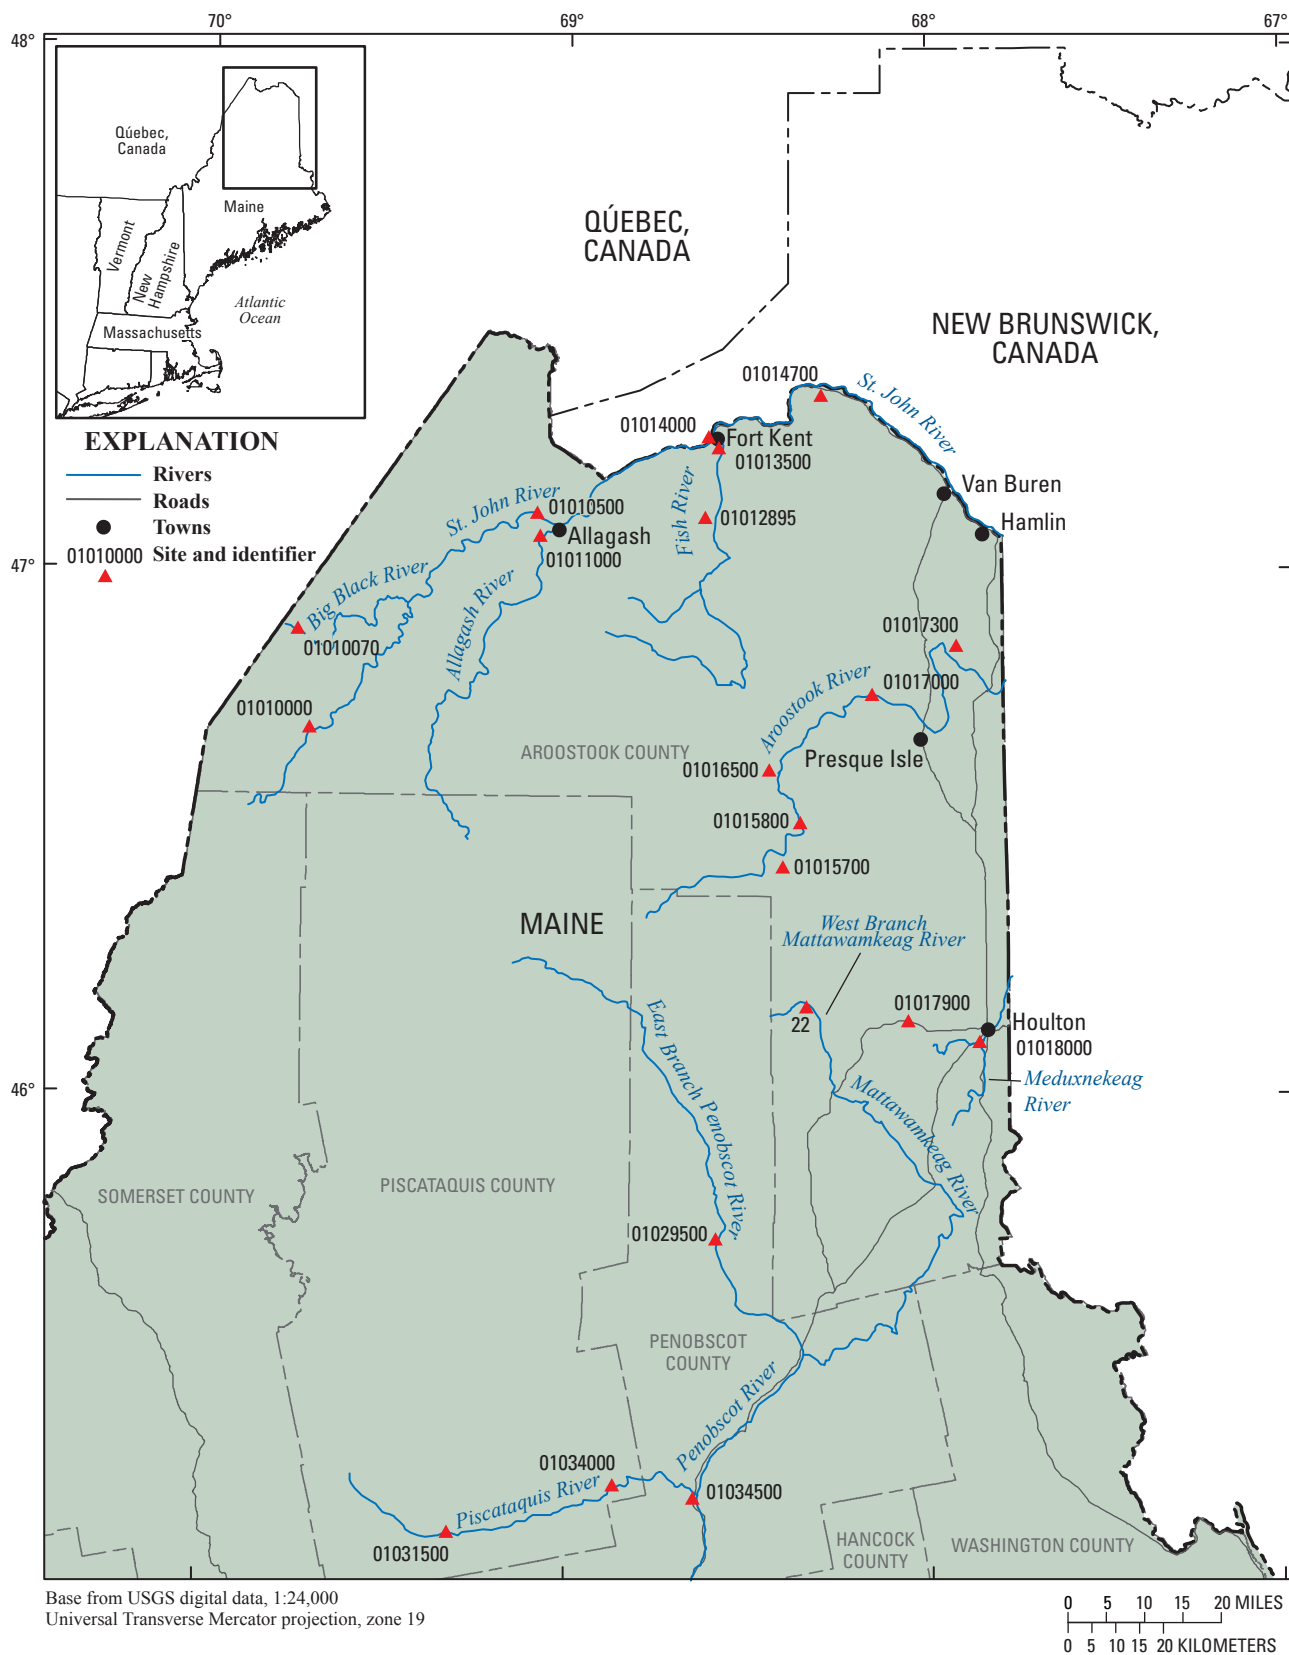 70°
69°
68°
67°
48°
47°
46°
Qúebec,
Canada
Maine
Vermont
New
Hampshire
Massachusetts
Atlantic
Ocean
QÚEBEC,
CANADA
NEW BRUNSWICK,
CANADA
EXPLANATION
Rivers
Roads
Towns
01010000
Site and identifier
01014700
St. John River
01014000
Fort Kent
01013500
Van Buren
Hamlin
St. John River
01010500
Allagash
01011000
Fish River
01012895
Big Black River
01010070
Allagash River
01010000
01017300
Aroostook River
01017000
AROOSTOOK COUNTY
01016500
Presque Isle
01015800
01015700
MAINE
West Branch
Mattawamkeag River
22
01017900
Houlton
01018000
Meduxnekeag
River
East Branch Penobscot River
Mattawamkeag River
SOMERSET COUNTY
PISCATAQUIS COUNTY
01029500
PENOBSCOT
COUNTY
Penobscot River
01034000
Piscataquis River
01034500
01031500
HANCOCK
COUNTY
WASHINGTON COUNTY
Base from USGS digital data, 1:24,000
Universal Transverse Mercator projection, zone 19
0 5 10 15 20 MILES
0 5 10 15 20 KILOMETERS